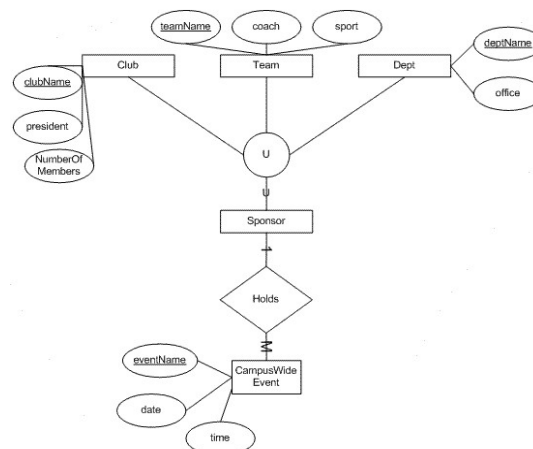 teamName
coach
sport
Club
Team
Dept
deptName
clubName
office
president
NumberOf
Members
U
U
Sponsor
1
Holds
M
eventName
CampusWide
Event
date
time